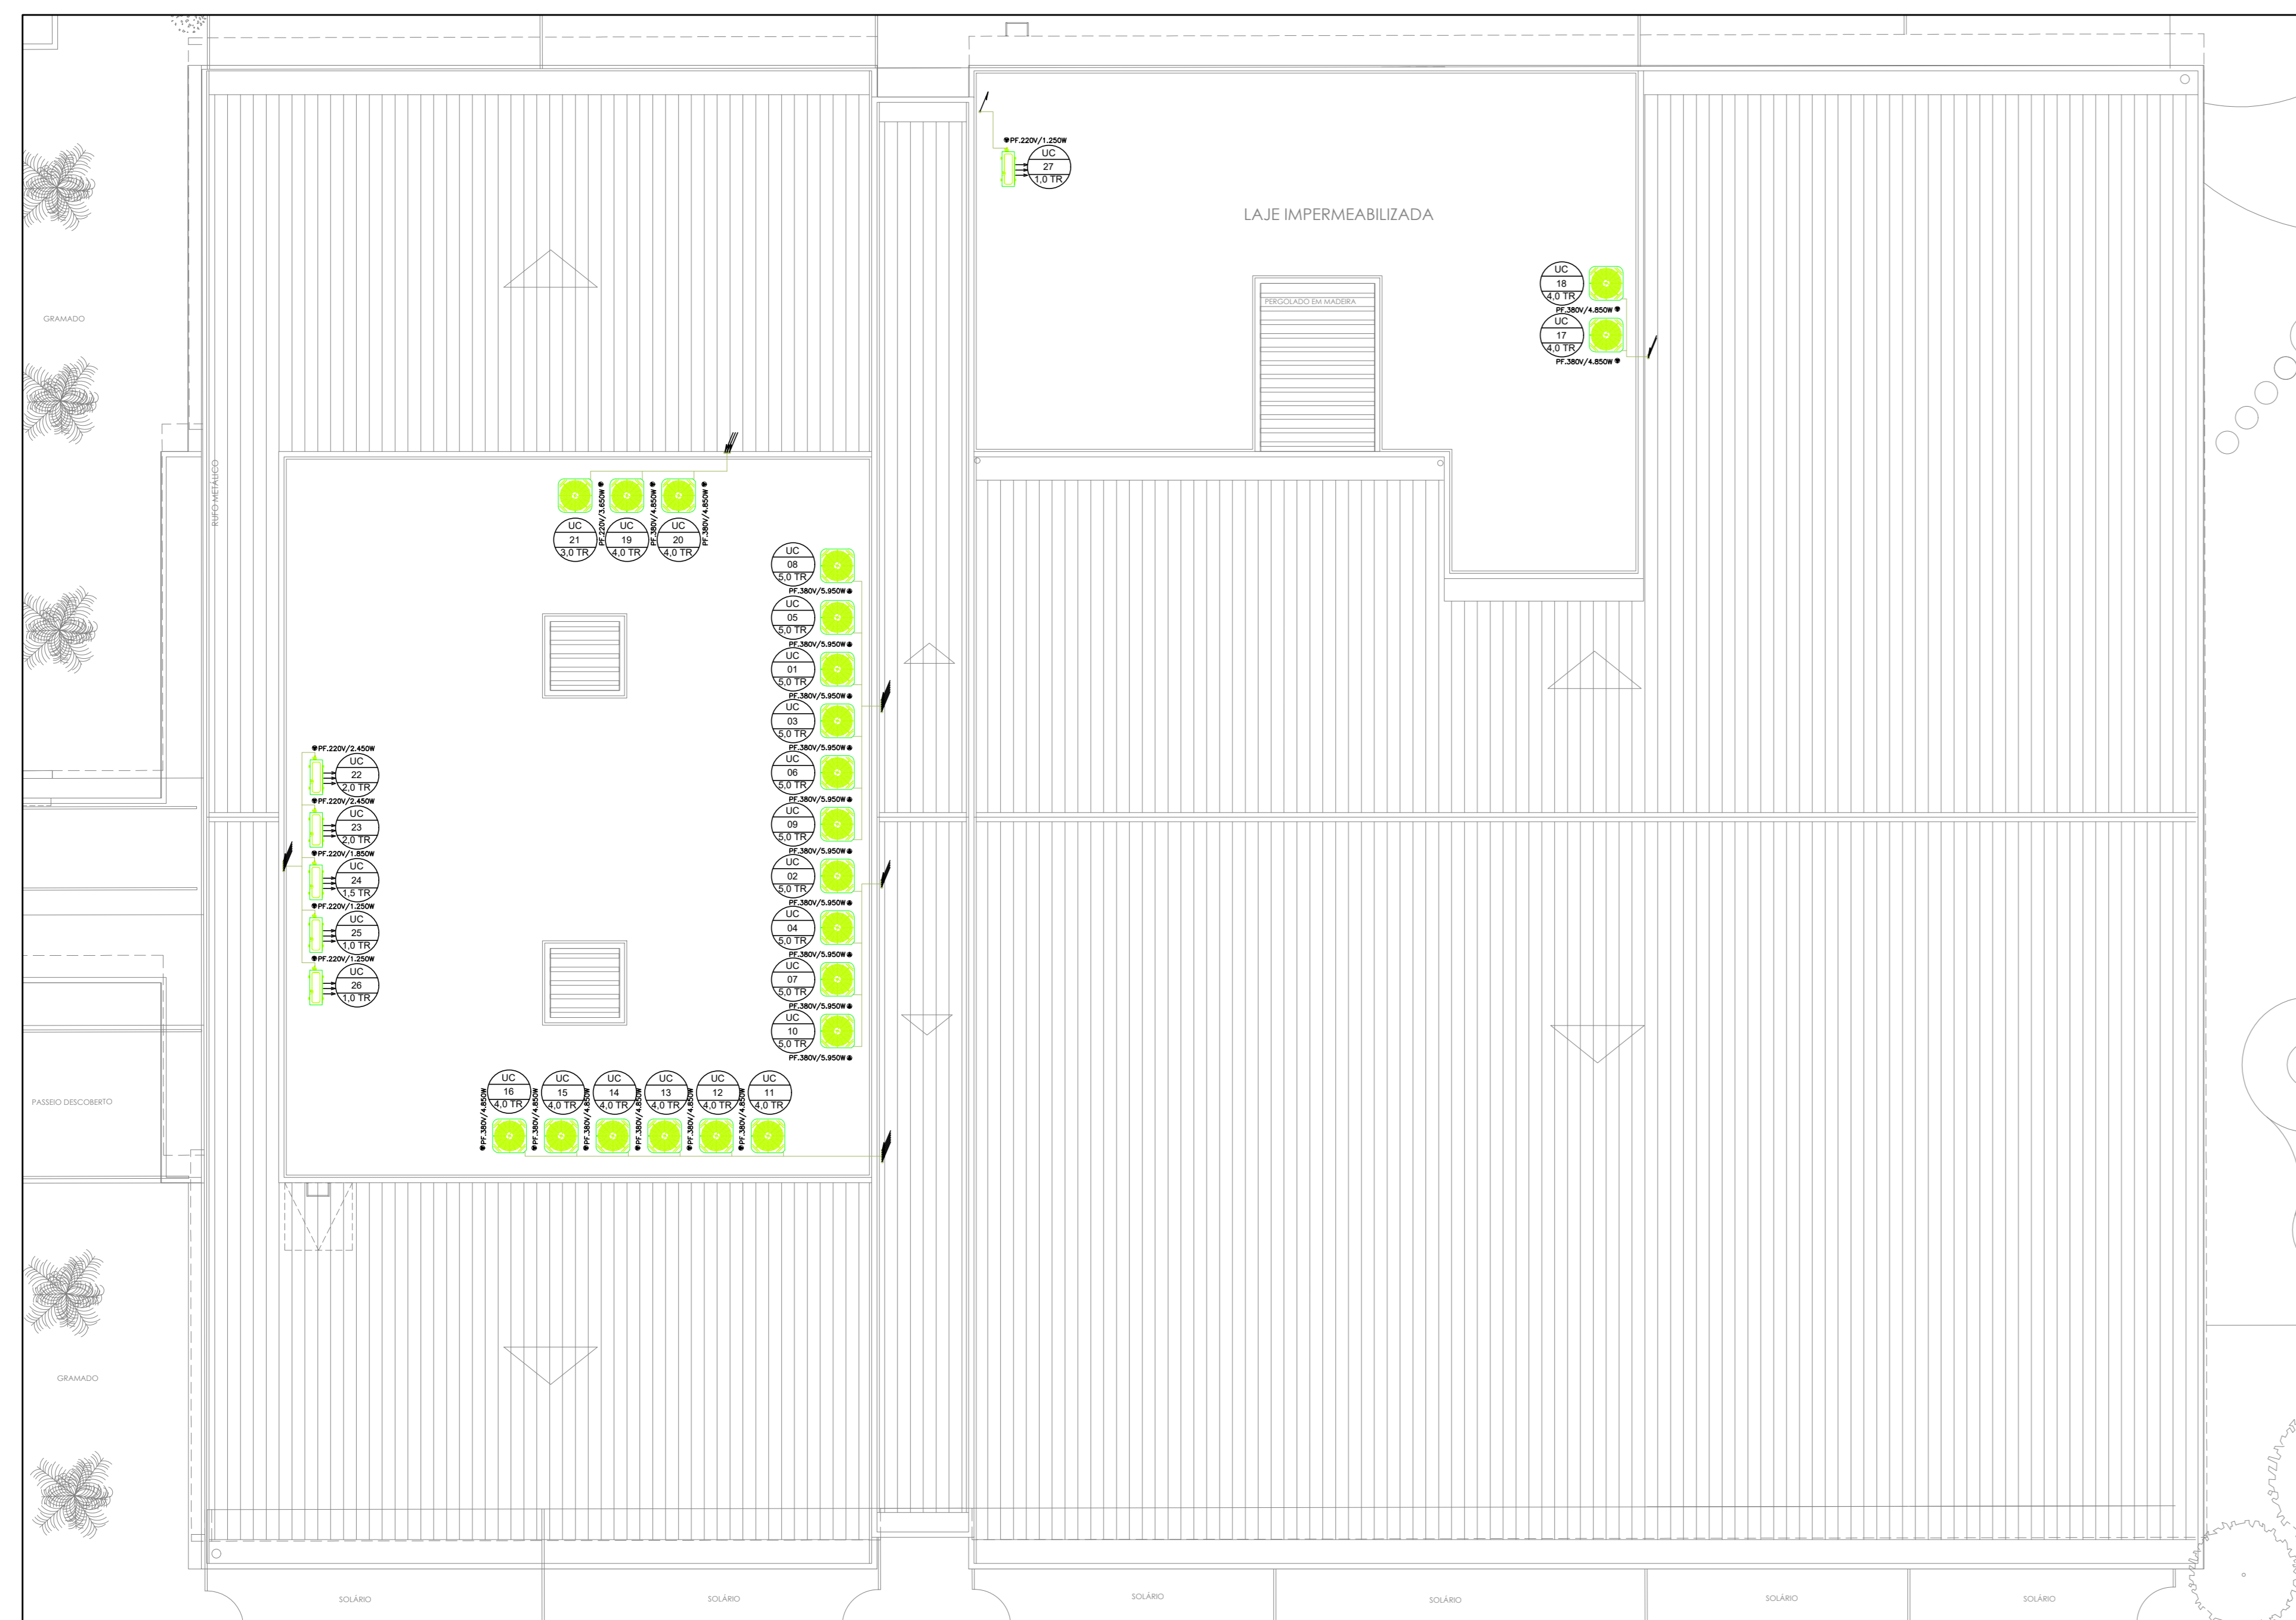 PF.220V/1.250W
UC
27
1,0 TR
LAJE IMPERMEABILIZADA
UC
18
4,0 TR
PF.380V/4.850W
PERGOLADO EM MADEIRA
GRAMADO
UC
17
4,0 TR
PF.380V/4.850W
RUFO METÁLICO
PF.220V/3.650W
PF.380V/4.850W
PF.380V/4.850W
UC
21
3,0 TR
UC
19
4,0 TR
UC
20
4,0 TR
UC
08
5,0 TR
PF.380V/5.950W
UC
05
5,0 TR
PF.380V/5.950W
UC
01
5,0 TR
PF.380V/5.950W
UC
03
5,0 TR
PF.380V/5.950W
UC
06
5,0 TR
PF.380V/5.950W
UC
09
5,0 TR
PF.380V/5.950W
UC
02
5,0 TR
PF.380V/5.950W
UC
04
5,0 TR
PF.380V/5.950W
UC
07
5,0 TR
PF.380V/5.950W
UC
10
5,0 TR
PF.380V/5.950W
PF.220V/2.450W
UC
22
2,0 TR
PF.220V/2.450W
UC
23
2,0 TR
PF.220V/1.850W
UC
24
1,5 TR
PF.220V/1.250W
UC
25
1,0 TR
PF.220V/1.250W
UC
26
1,0 TR
PASSEIO DESCOBERTO
UC
16
4,0 TR
PF.380V/4.850W
UC
15
4,0 TR
PF.380V/4.850W
UC
14
4,0 TR
PF.380V/4.850W
UC
13
4,0 TR
PF.380V/4.850W
UC
12
4,0 TR
PF.380V/4.850W
UC
11
4,0 TR
PF.380V/4.850W
GRAMADO
SOLÁRIO
SOLÁRIO
SOLÁRIO
SOLÁRIO
SOLÁRIO
SOLÁRIO